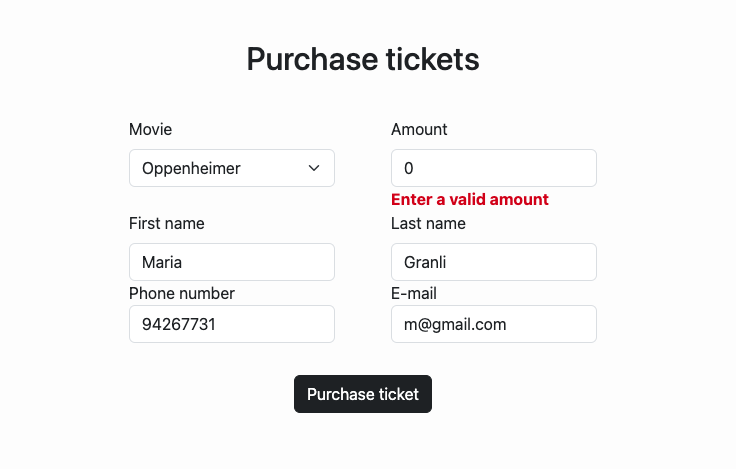 Purchase tickets
Movie
Amount
Oppenheimer
0
Enter a valid amount
First name
Last name
Maria
Granli
Phone number
E-mail
94267731
m@gmail.com
Purchase ticket